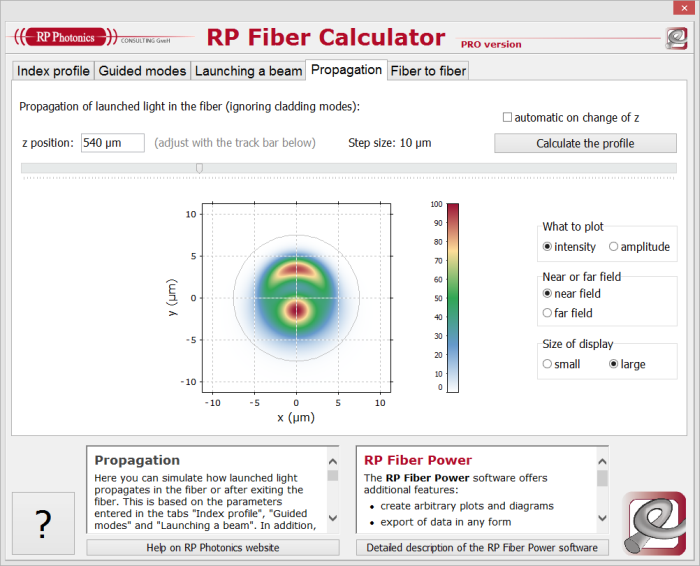 ×
RP Photonics
CONSULTING GmbH
RP Fiber Calculator
PRO version
Index profile
Guided modes
Launching a beam
Propagation
Fiber to fiber
Propagation of launched light in the fiber (ignoring cladding modes):
automatic on change of z
z position: 540 µm (adjust with the track bar below) Step size: 10 µm
Calculate the profile
10
5
0
-5
-10
y (µm)
-10 -5 0 5 10
x (µm)
100
90
80
70
60
50
40
30
20
10
0
What to plot
intensity amplitude
Near or far field
near field
far field
Size of display
small large
Propagation
Here you can simulate how launched light
propagates in the fiber or after exiting the
fiber. This is based on the parameters
entered in the tabs "Index profile", "Guided
modes" and "Launching a beam". In addition,
Help on RP Photonics website
RP Fiber Power
The RP Fiber Power software offers
additional features:
• create arbitrary plots and diagrams
• export of data in any form
Detailed description of the RP Fiber Power software
?